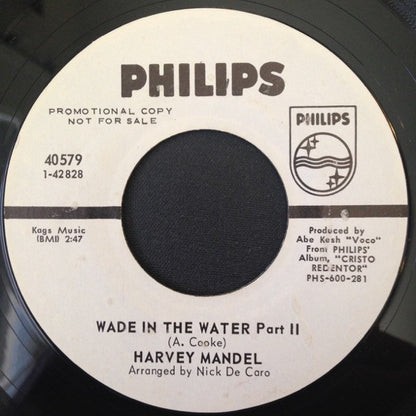 PHILIPS
PROMOTIONAL COPY
NOT FOR SALE
PHILIPS
40579
1-42828
Kags Music
(BMI) 2:47
Produced by
Abe Kesh "Voco"
From PHILIPS'
Album, "CRISTO
REDENTOR"
PHS-600-281
WADE IN THE WATER Part II
(A. Cooke)
HARVEY MANDEL
Arranged by Nick De Caro